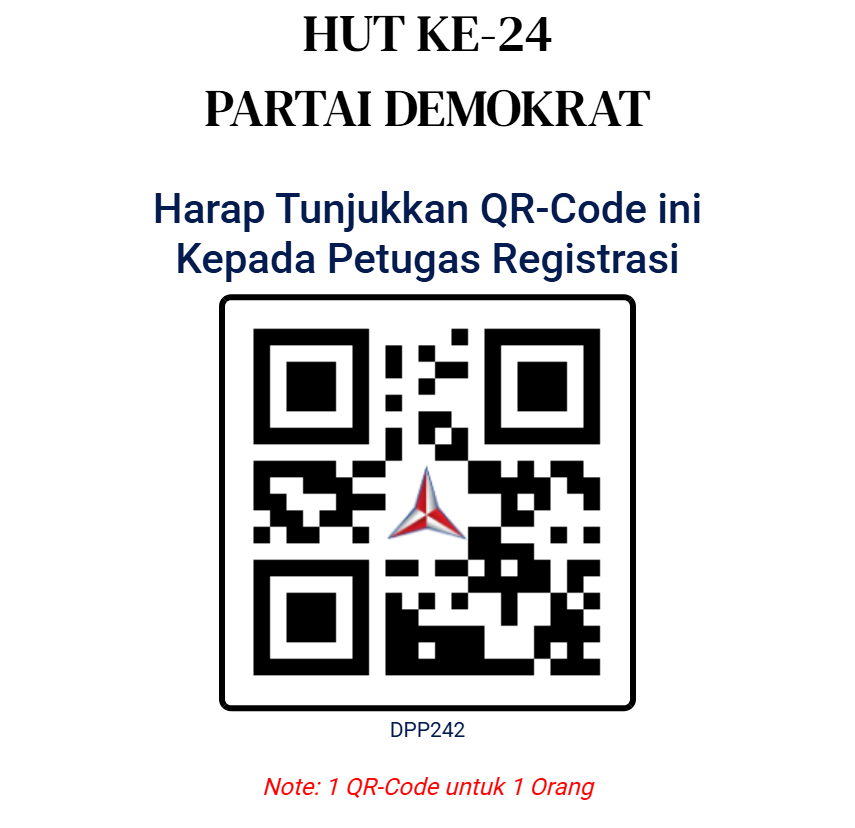 HUT KE-24
PARTAI DEMOKRAT
Harap Tunjukkan QR-Code ini
Kepada Petugas Registrasi
DPP242
Note: 1 QR-Code untuk 1 Orang